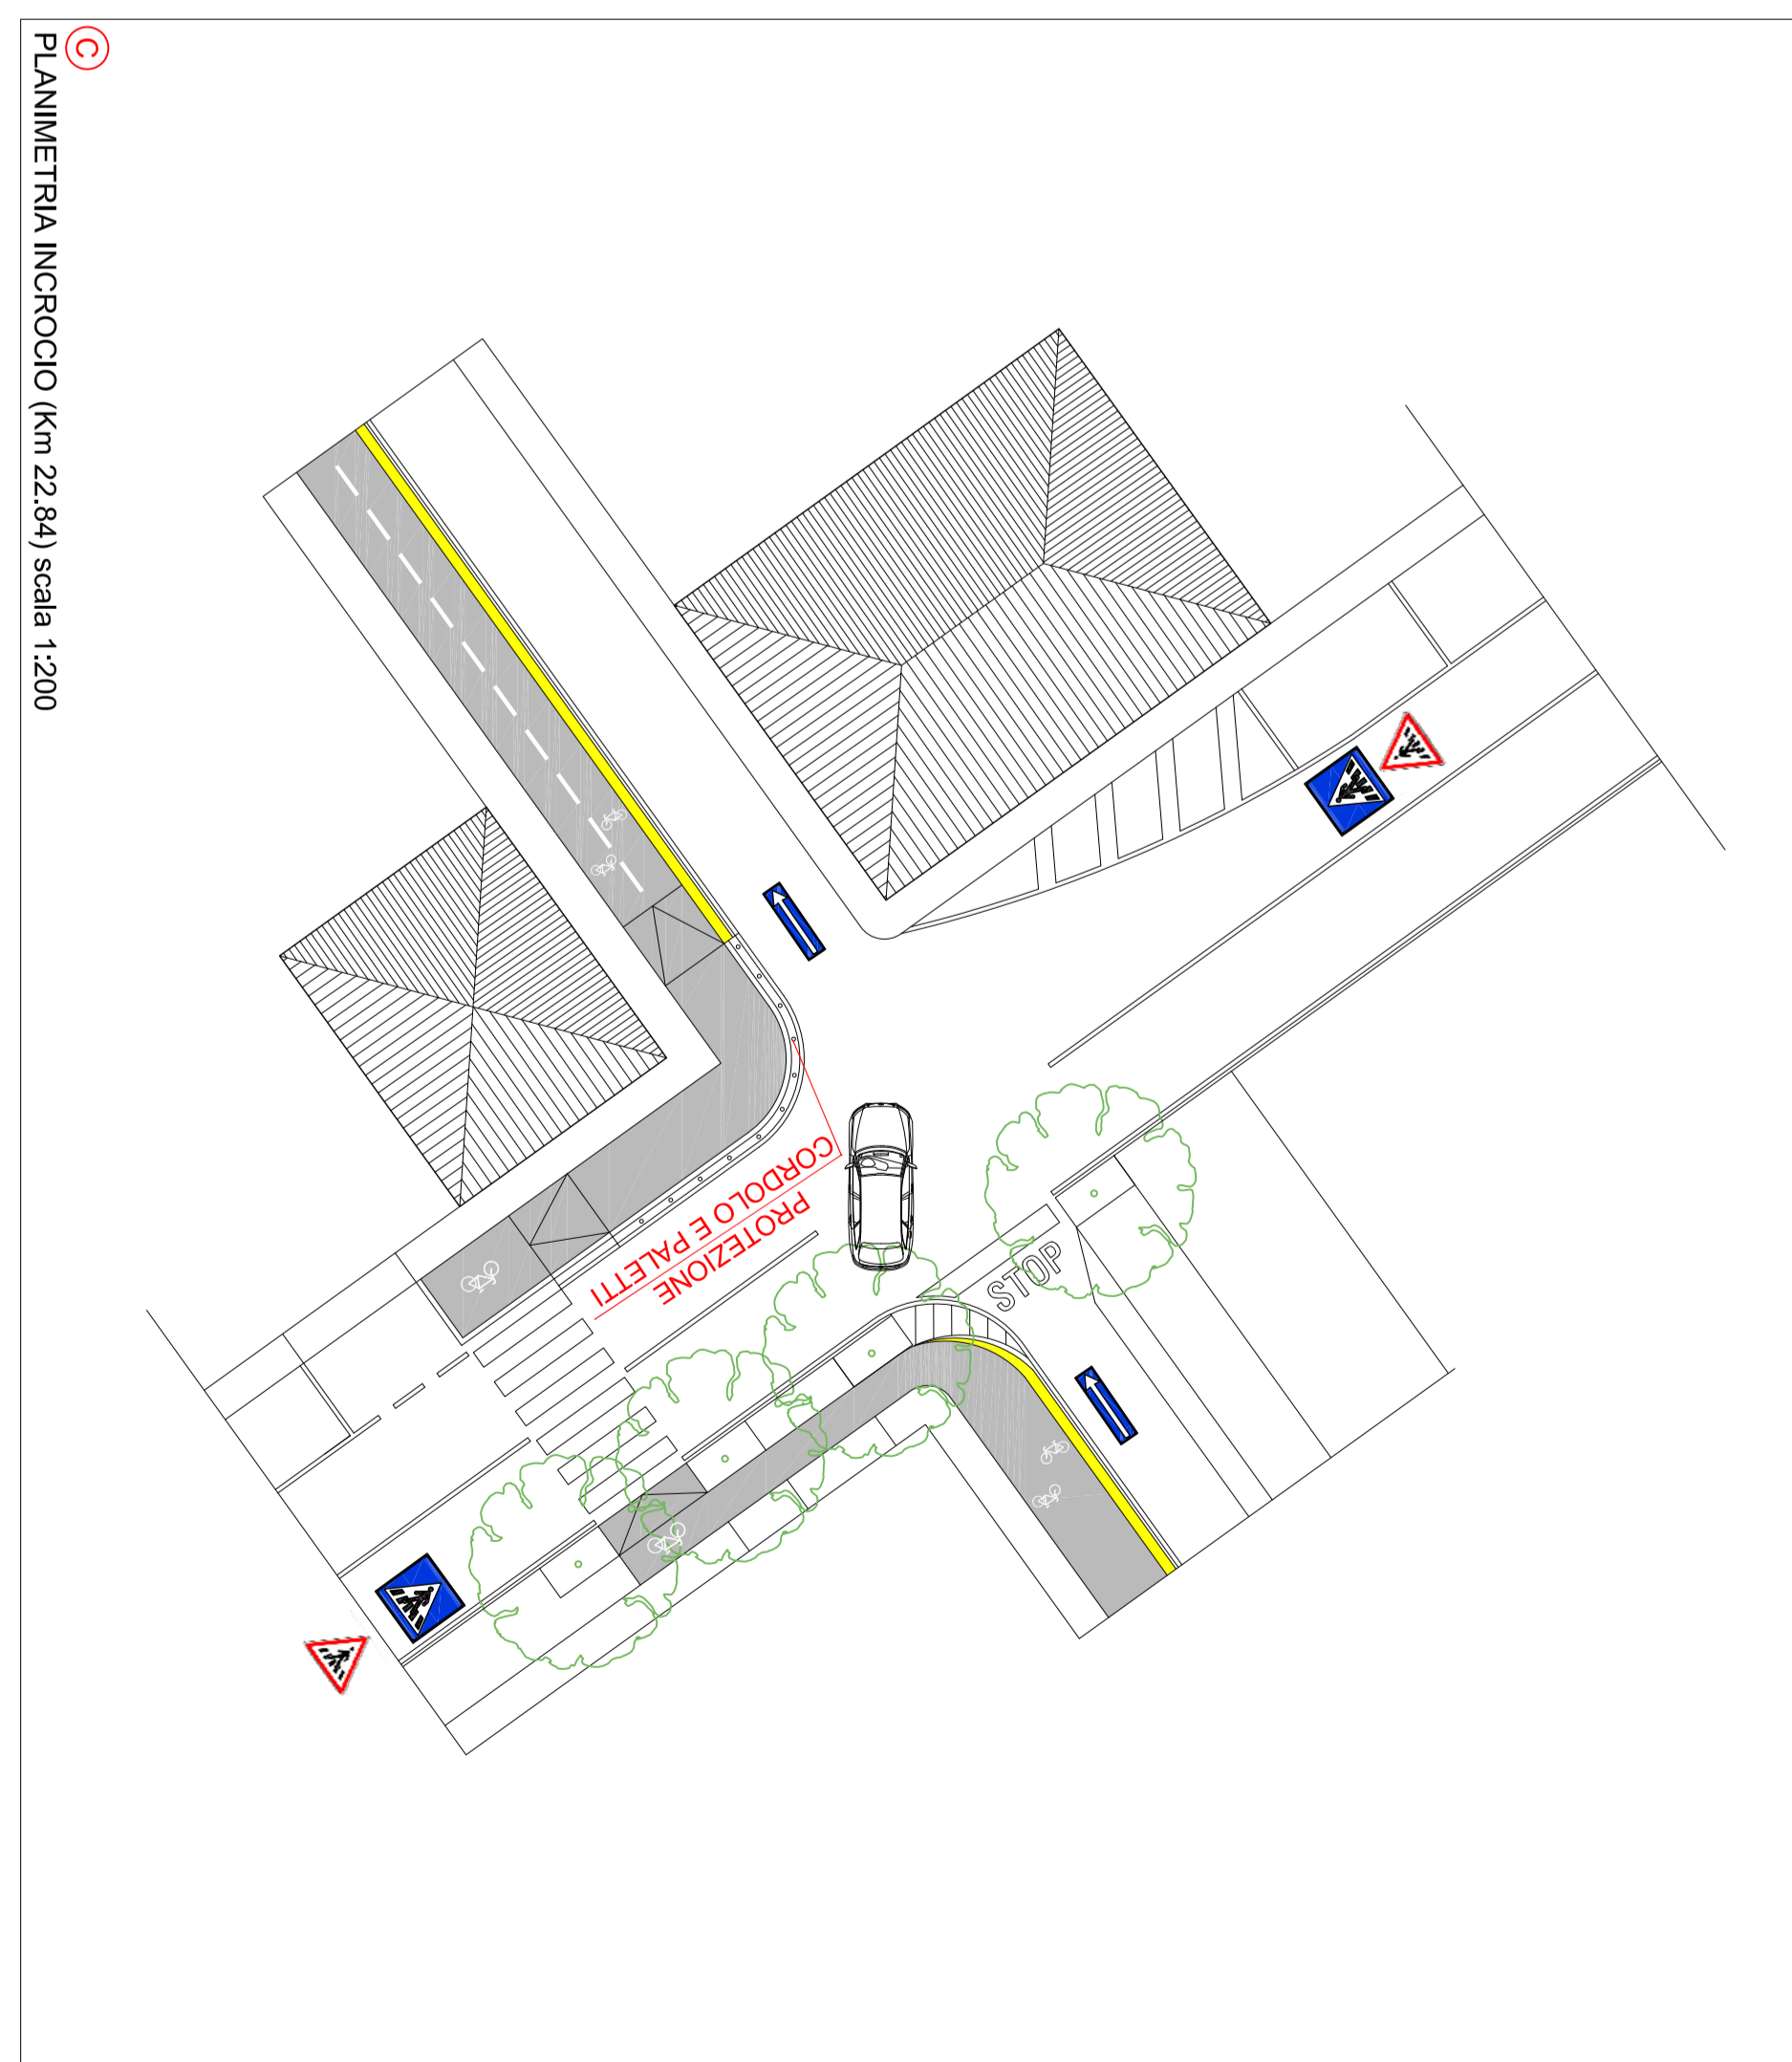 C
PLANIMETRIA INCROCIO (Km 22.84) scala 1:200
PROTEZIONE
CORDOLO E PALETTI
STOP